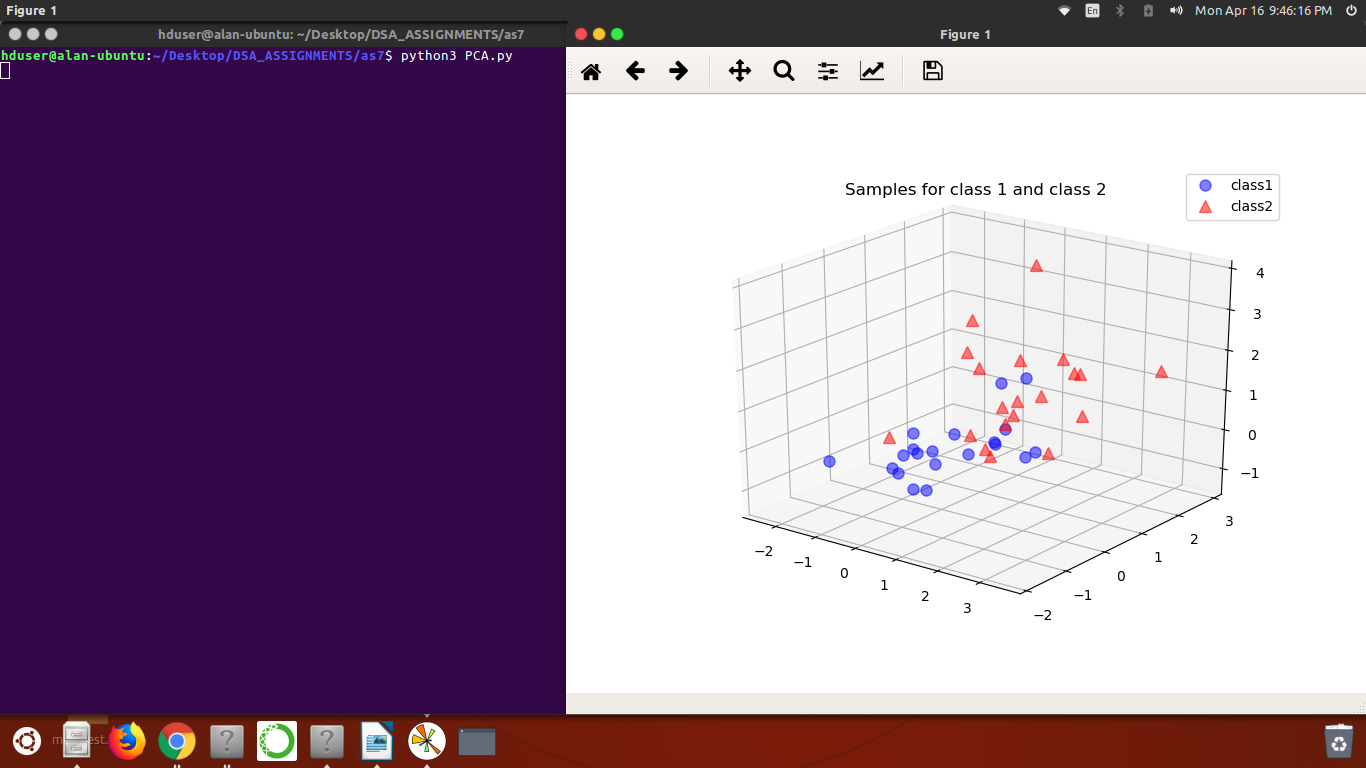 Figure 1
En
Mon Apr 16 9:46:16 PM
hduser@alan-ubuntu: ~/Desktop/DSA_ASSIGNMENTS/as7
hduser@alan-ubuntu:~/Desktop/DSA_ASSIGNMENTS/as7$ python3 PCA.py
Figure 1
Samples for class 1 and class 2
class1
class2
4
3
2
1
0
−1
3
2
1
0
−1
−2
−2
−1
0
1
2
3
?
?